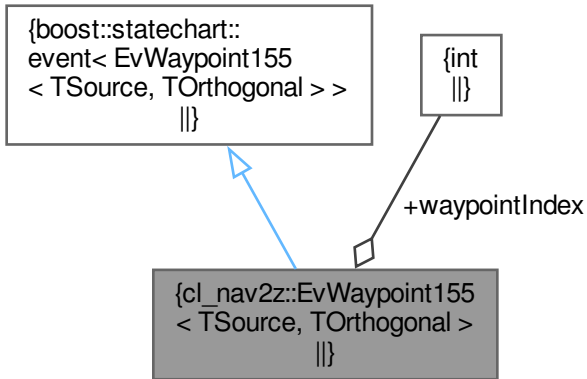 {boost::statechart::
event< EvWaypoint155
< TSource, TOrthogonal > >
||}
{int
||}
+waypointIndex
{cl_nav2z::EvWaypoint155
< TSource, TOrthogonal >
||}